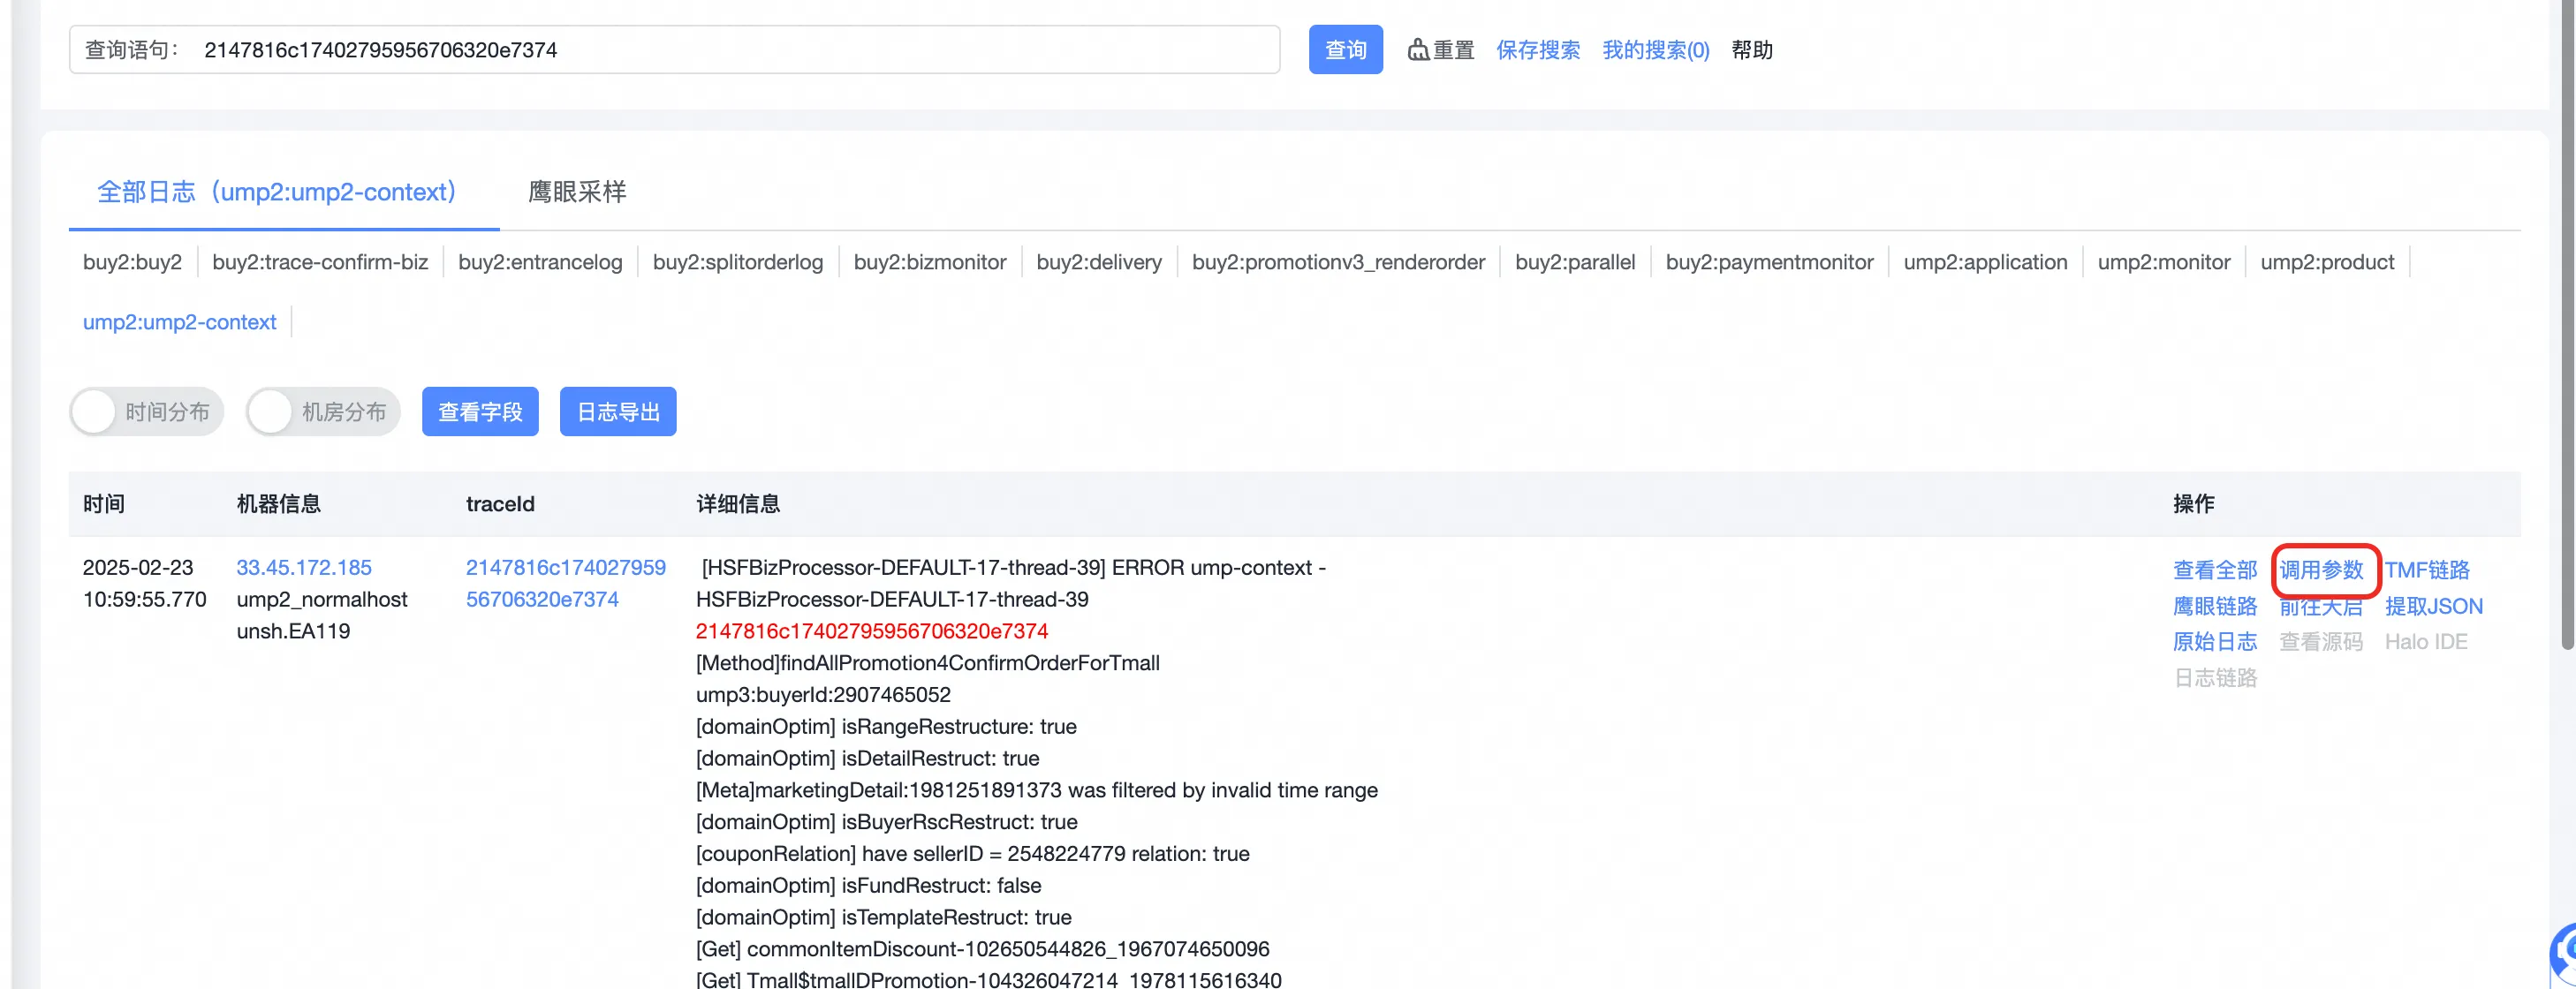 查询语句： 2147816c17402795956706320e7374 查询 重置 保存搜索 我的搜索(0) 帮助
全部日志（ump2:ump2-context） 鹰眼采样
buy2:buy2 buy2:trace-confirm-biz buy2:entrancelog buy2:splitorderlog buy2:bizmonitor buy2:delivery buy2:promotionv3_renderorder buy2:parallel buy2:paymentmonitor ump2:application ump2:monitor ump2:product
ump2:ump2-context
时间分布 机房分布 查看字段 日志导出
时间 机器信息 traceId 详细信息 操作
2025-02-23
10:59:55.770
33.45.172.185
ump2_normalhost
unsh.EA119
2147816c174027959
56706320e7374
[HSFBizProcessor-DEFAULT-17-thread-39] ERROR ump-context -
HSFBizProcessor-DEFAULT-17-thread-39
2147816c17402795956706320e7374
[Method]findAllPromotion4ConfirmOrderForTmall
ump3:buyerId:2907465052
[domainOptim] isRangeRestructure: true
[domainOptim] isDetailRestruct: true
[Meta]marketingDetail:1981251891373 was filtered by invalid time range
[domainOptim] isBuyerRscRestruct: true
[couponRelation] have sellerID = 2548224779 relation: true
[domainOptim] isFundRestruct: false
[domainOptim] isTemplateRestruct: true
[Get] commonItemDiscount-102650544826_1967074650096
[Get] Tmall$tmallDPromotion-104326047214_1978115616340
查看全部 调用参数 TMF链路
鹰眼链路 前往天启 提取JSON
原始日志 查看源码 Halo IDE
日志链路